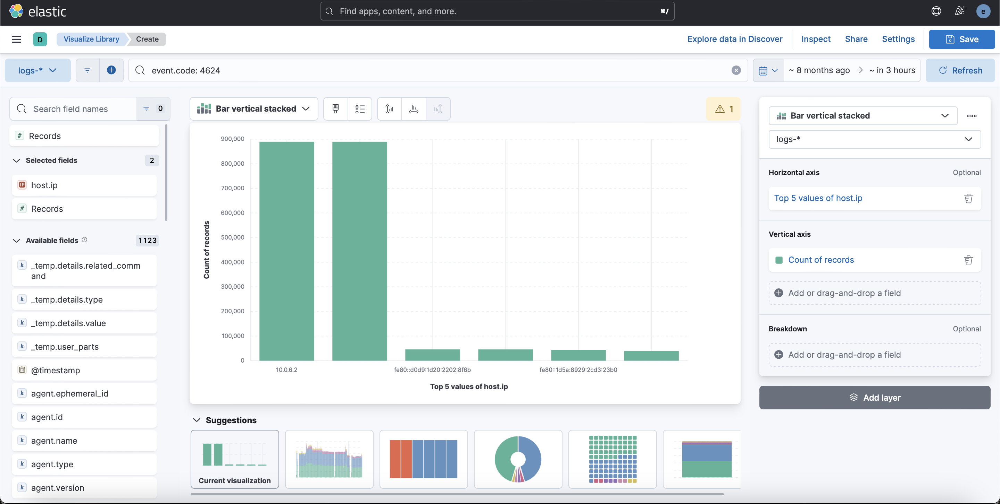 elastic
Find apps, content, and more.
⌘/
e
D
Visualize Library
Create
Explore data in Discover
Inspect
Share
Settings
Save
logs-*
event.code: 4624
~ 8 months ago → ~ in 3 hours
Refresh
Search field names
0
# Records
Selected fields
2
IP host.ip
# Records
Available fields
1123
k _temp.details.related_comm
and
k _temp.details.type
k _temp.details.value
k _temp.user_parts
@timestamp
k agent.ephemeral_id
k agent.id
k agent.name
k agent.type
k agent.version
Bar vertical stacked
1
900,000
800,000
700,000
600,000
500,000
400,000
300,000
200,000
100,000
0
Count of records
10.0.6.2
fe80::d0d9:1d20:2202:8f6b
fe80::1d5a:8929:2cd3:23b0
Top 5 values of host.ip
Suggestions
Current visualization
Bar vertical stacked
logs-*
Horizontal axis
Optional
Top 5 values of host.ip
Vertical axis
Count of records
Add or drag-and-drop a field
Breakdown
Optional
Add or drag-and-drop a field
Add layer